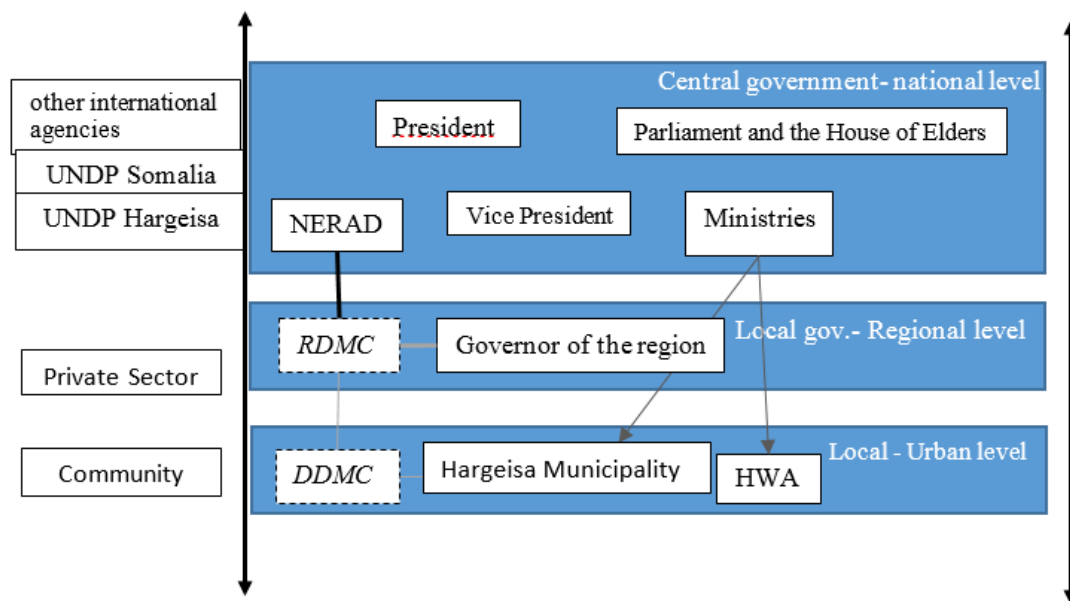 Central government- national level
other international
agencies
President
Parliament and the House of Elders
UNDP Somalia
UNDP Hargeisa
NERAD
Vice President
Ministries
Local gov.- Regional level
RDMC
Governor of the region
Private Sector
Local - Urban level
Community
DDMC
Hargeisa Municipality
HWA